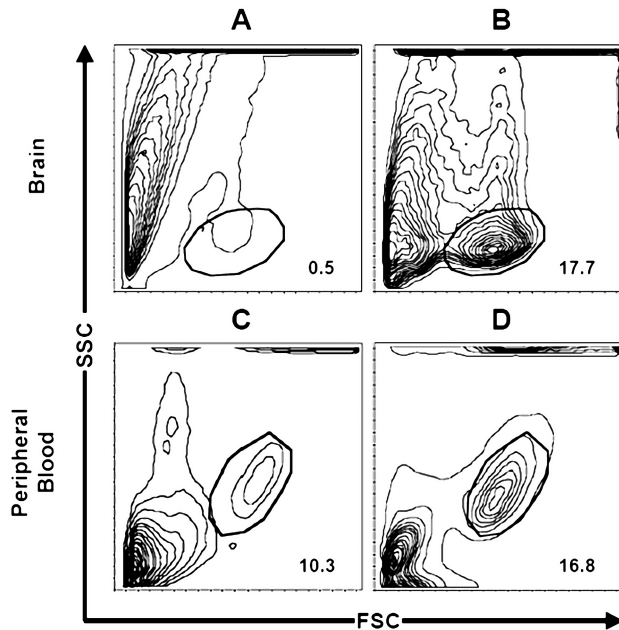 A
B
Brain
0.5
17.7
SSC
C
D
Peripheral
Blood
10.3
16.8
FSC